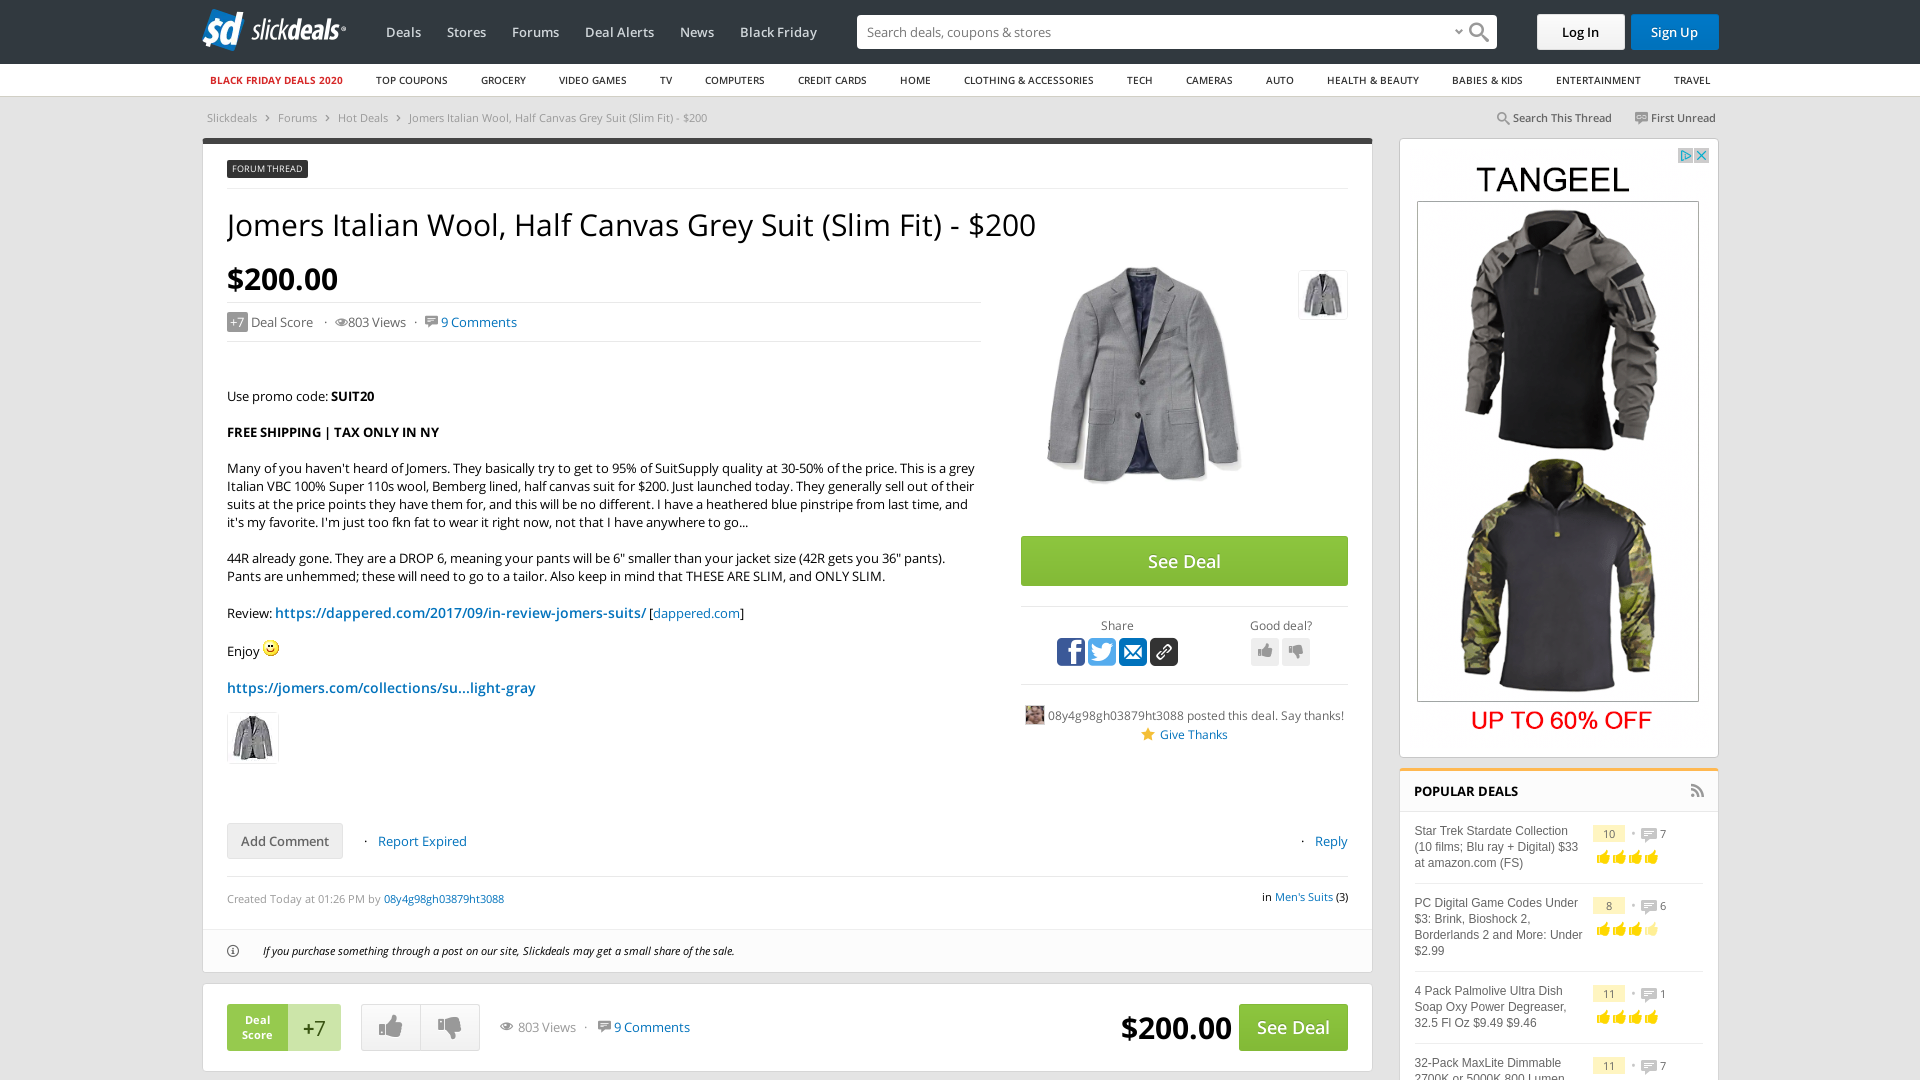 sd slickdeals
Deals Stores Forums Deal Alerts News Black Friday
Search deals, coupons & stores
Log In Sign Up
BLACK FRIDAY DEALS 2020 TOP COUPONS GROCERY VIDEO GAMES TV COMPUTERS CREDIT CARDS HOME CLOTHING & ACCESSORIES TECH CAMERAS AUTO HEALTH & BEAUTY BABIES & KIDS ENTERTAINMENT TRAVEL
Slickdeals › Forums › Hot Deals › Jomers Italian Wool, Half Canvas Grey Suit (Slim Fit) - $200
Search This Thread First Unread
FORUM THREAD
Jomers Italian Wool, Half Canvas Grey Suit (Slim Fit) - $200
$200.00
+7 Deal Score · 803 Views · 9 Comments
Use promo code: SUIT20
FREE SHIPPING | TAX ONLY IN NY
Many of you haven't heard of Jomers. They basically try to get to 95% of SuitSupply quality at 30-50% of the price. This is a grey
Italian VBC 100% Super 110s wool, Bemberg lined, half canvas suit for $200. Just launched today. They generally sell out of their
suits at the price points they have them for, and this will be no different. I have a heathered blue pinstripe from last time, and
it's my favorite. I'm just too fkn fat to wear it right now, not that I have anywhere to go...
44R already gone. They are a DROP 6, meaning your pants will be 6" smaller than your jacket size (42R gets you 36" pants).
Pants are unhemmed; these will need to go to a tailor. Also keep in mind that THESE ARE SLIM, and ONLY SLIM.
Review: https://dappered.com/2017/09/in-review-jomers-suits/ [dappered.com]
Enjoy
https://jomers.com/collections/su...light-gray
See Deal
Share
Good deal?
08y4g98gh03879ht3088 posted this deal. Say thanks!
Give Thanks
Add Comment · Report Expired
· Reply
Created Today at 01:26 PM by 08y4g98gh03879ht3088
in Men's Suits (3)
If you purchase something through a post on our site, Slickdeals may get a small share of the sale.
Deal
Score
+7
803 Views · 9 Comments
$200.00 See Deal
TANGEEL
UP TO 60% OFF
POPULAR DEALS
Star Trek Stardate Collection
(10 films; Blu ray + Digital) $33
at amazon.com (FS)
10 • 7
PC Digital Game Codes Under
$3: Brink, Bioshock 2,
Borderlands 2 and More: Under
$2.99
8 • 6
4 Pack Palmolive Ultra Dish
Soap Oxy Power Degreaser,
32.5 Fl Oz $9.49 $9.46
11 • 1
32-Pack MaxLite Dimmable
2700K or 5000K 800 Lumen
11 • 7